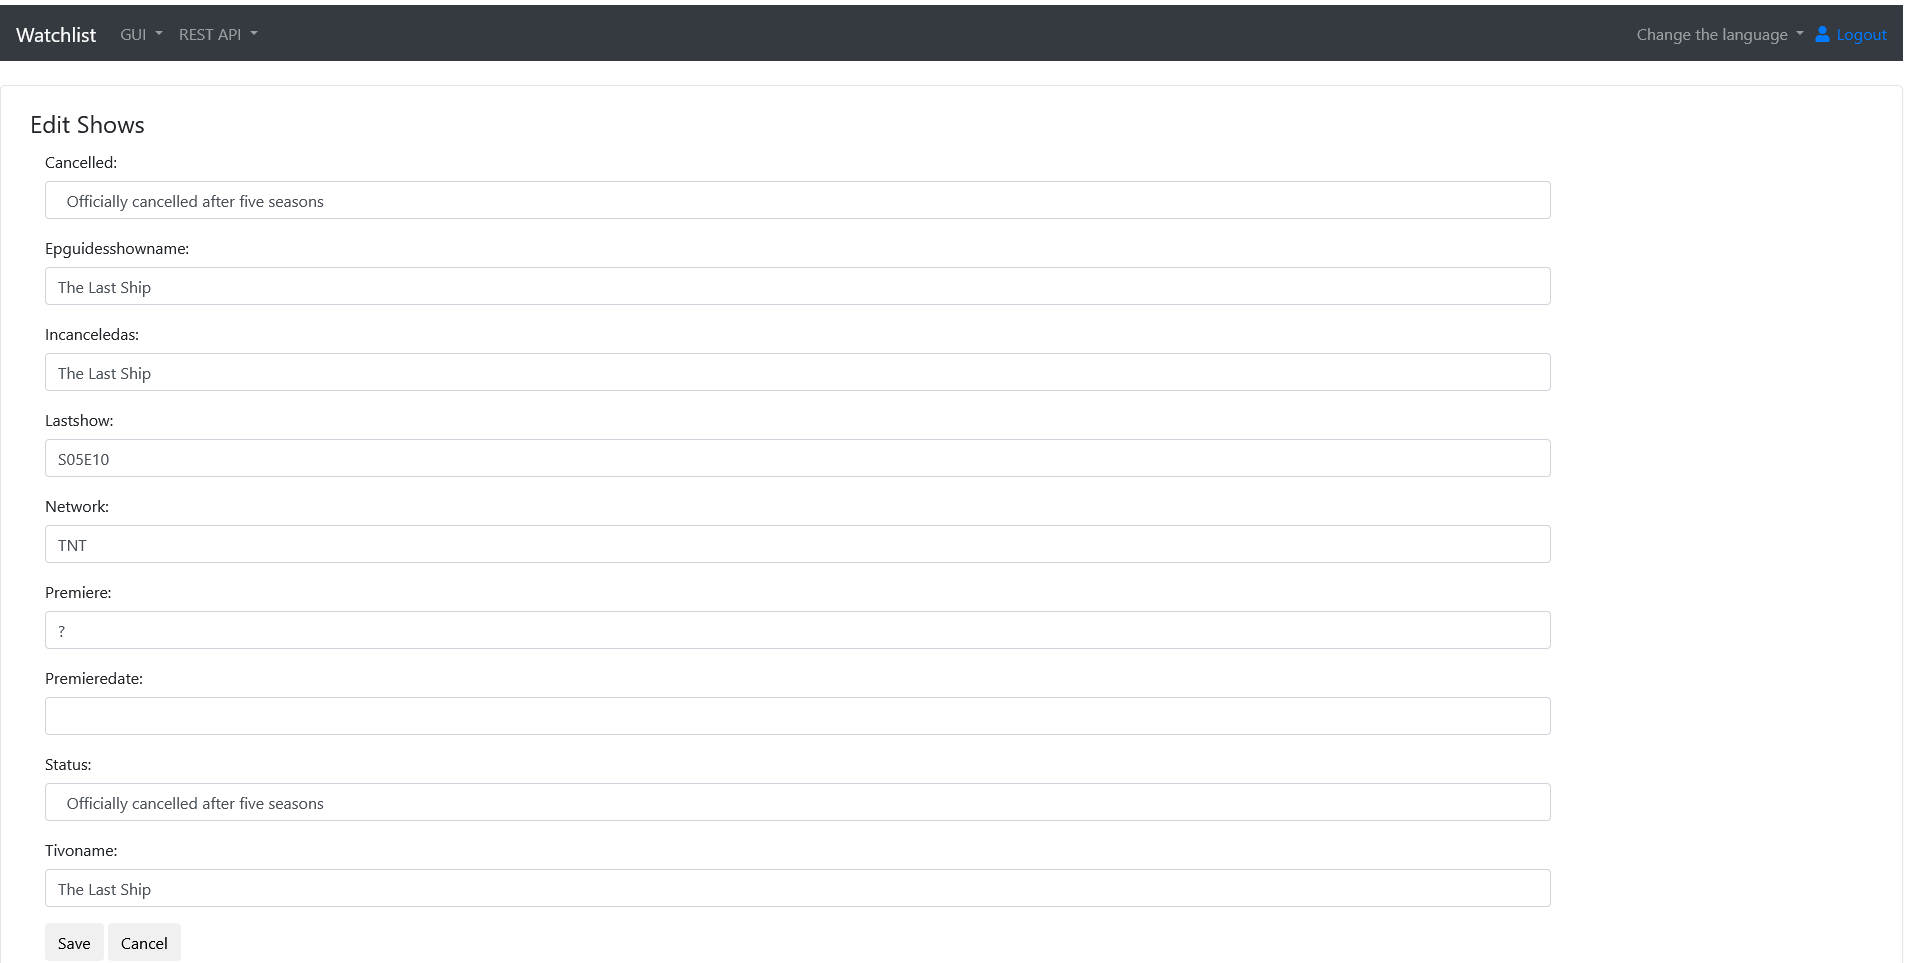 Watchlist GUI REST API Change the language Logout
Edit Shows
Cancelled:
Officially cancelled after five seasons
Epguidesshowname:
The Last Ship
Incanceledas:
The Last Ship
Lastshow:
S05E10
Network:
TNT
Premiere:
?
Premieredate:
Status:
Officially cancelled after five seasons
Tivoname:
The Last Ship
Save Cancel